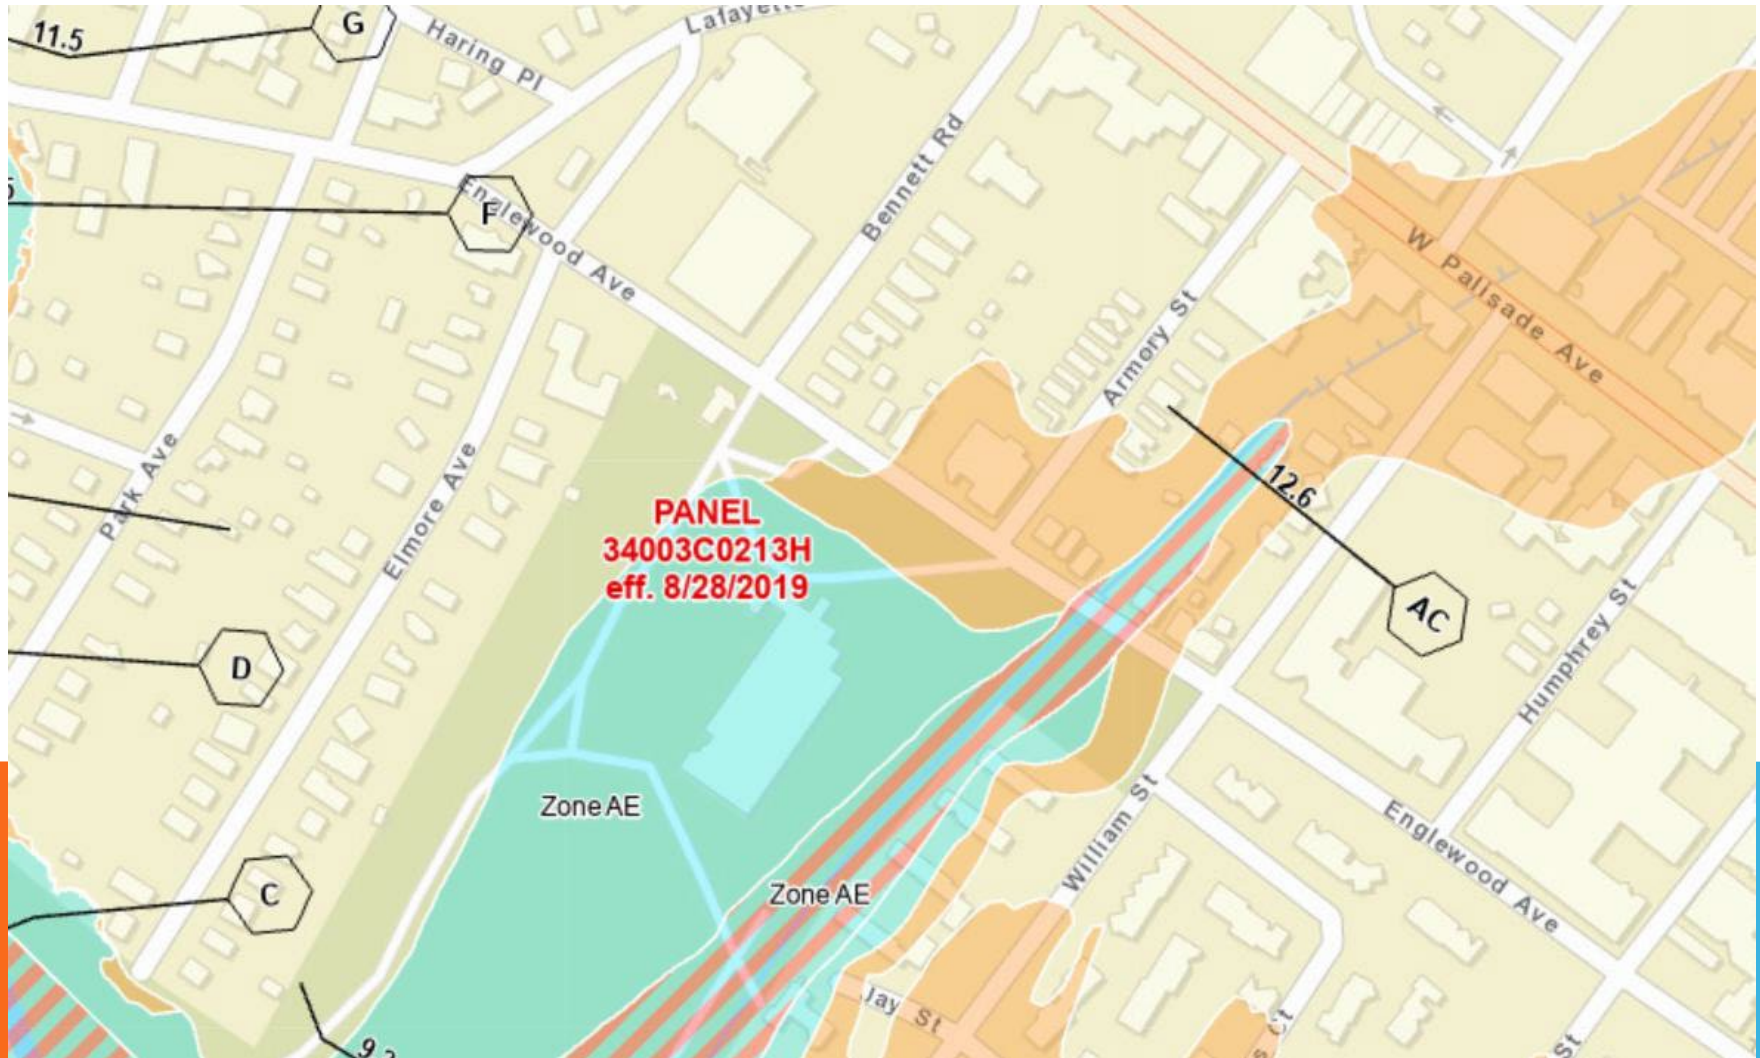 11.5
G
Haring Pl
Lafayette
Bennett Rd
F
Englewood Ave
W Palisade Ave
Armory St
12.6
AC
Park Ave
Elmore Ave
PANEL
34003C0213H
eff. 8/28/2019
D
Humphrey St
Zone AE
William St
Englewood Ave
C
Zone AE
Jay St
St